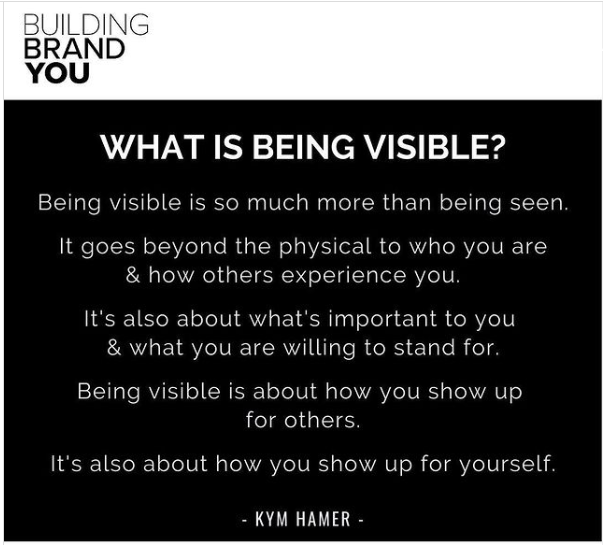 BUILDING
BRAND
YOU
WHAT IS BEING VISIBLE?
Being visible is so much more than being seen.
It goes beyond the physical to who you are
& how others experience you.
It's also about what's important to you
& what you are willing to stand for.
Being visible is about how you show up
for others.
It's also about how you show up for yourself.
- KYM HAMER -